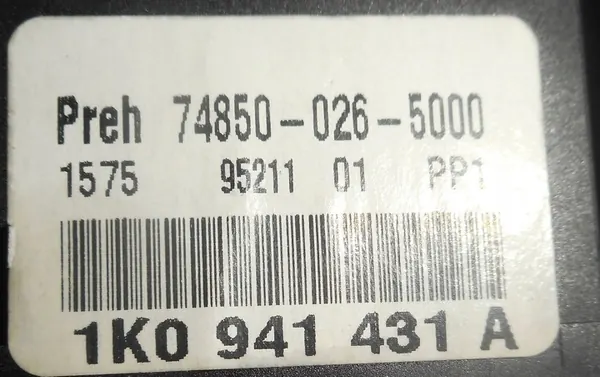 Preh 74850-026-5000
1575 95211 01 PP1
1K0 941 431 A